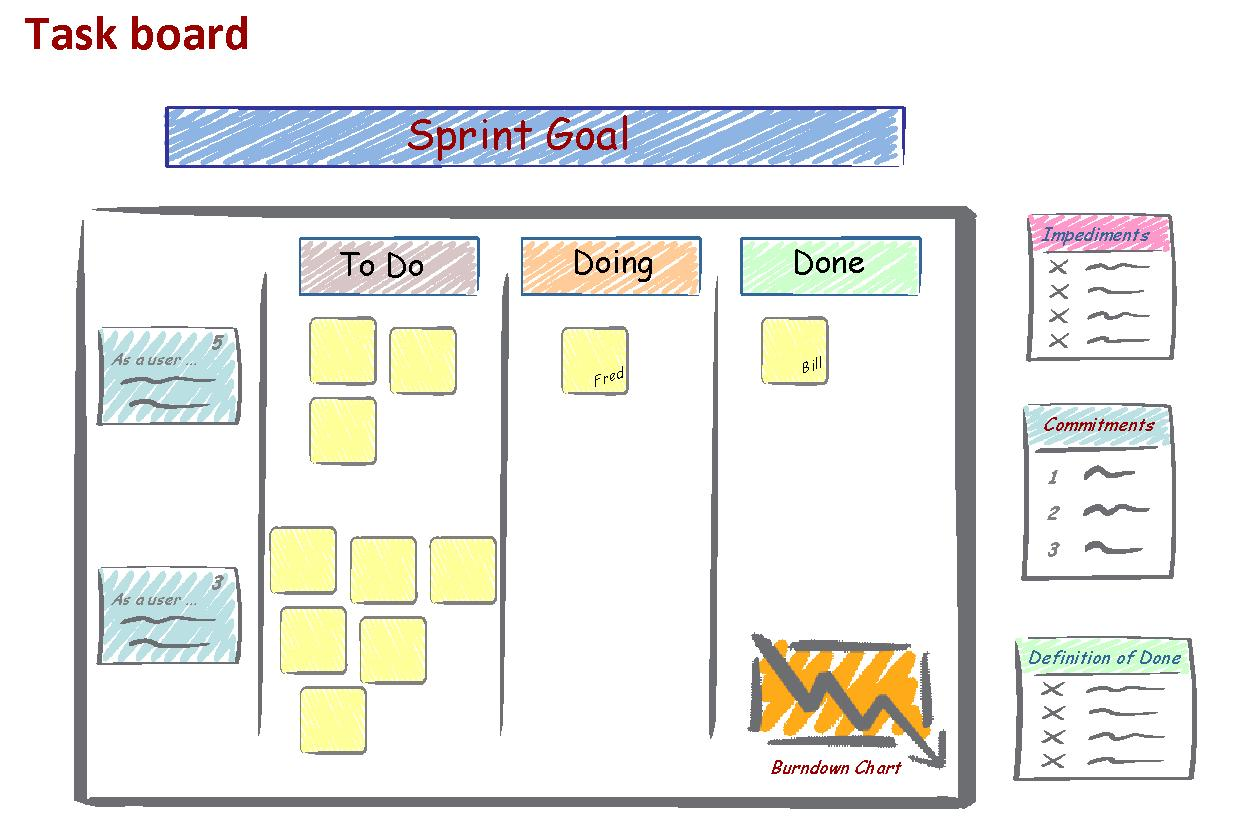 Task board
Sprint Goal
To Do
Doing
Done
5
As a user ...
Fred
Bill
3
As a user ...
Burndown Chart
Impediments
X
X
X
X
Commitments
1
2
3
Definition of Done
X
X
X
X